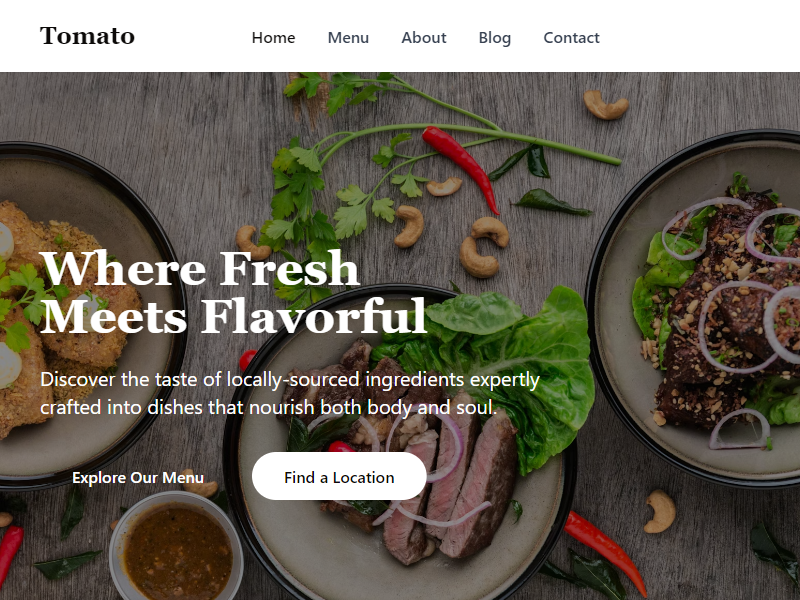 Tomato
Home Menu About Blog Contact
Where Fresh
Meets Flavorful
Discover the taste of locally-sourced ingredients expertly
crafted into dishes that nourish both body and soul.
Explore Our Menu Find a Location